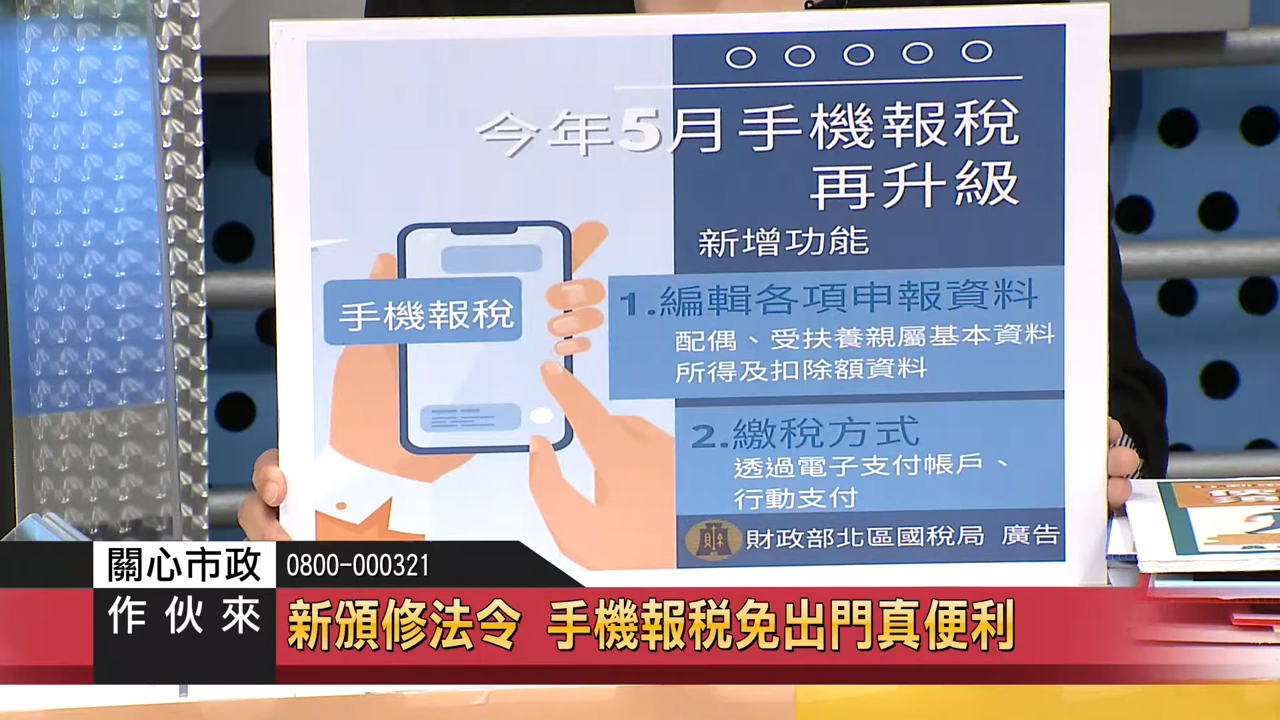 今年5月手機報稅
再升級
新增功能
手機報稅
1.編輯各項申報資料
配偶、受扶養親屬基本資料
所得及扣除額資料
2.繳稅方式
透過電子支付帳戶、
行動支付
財政部北區國稅局 廣告
關心市政
0800-000321
作伙來
新頒修法令 手機報稅免出門真便利